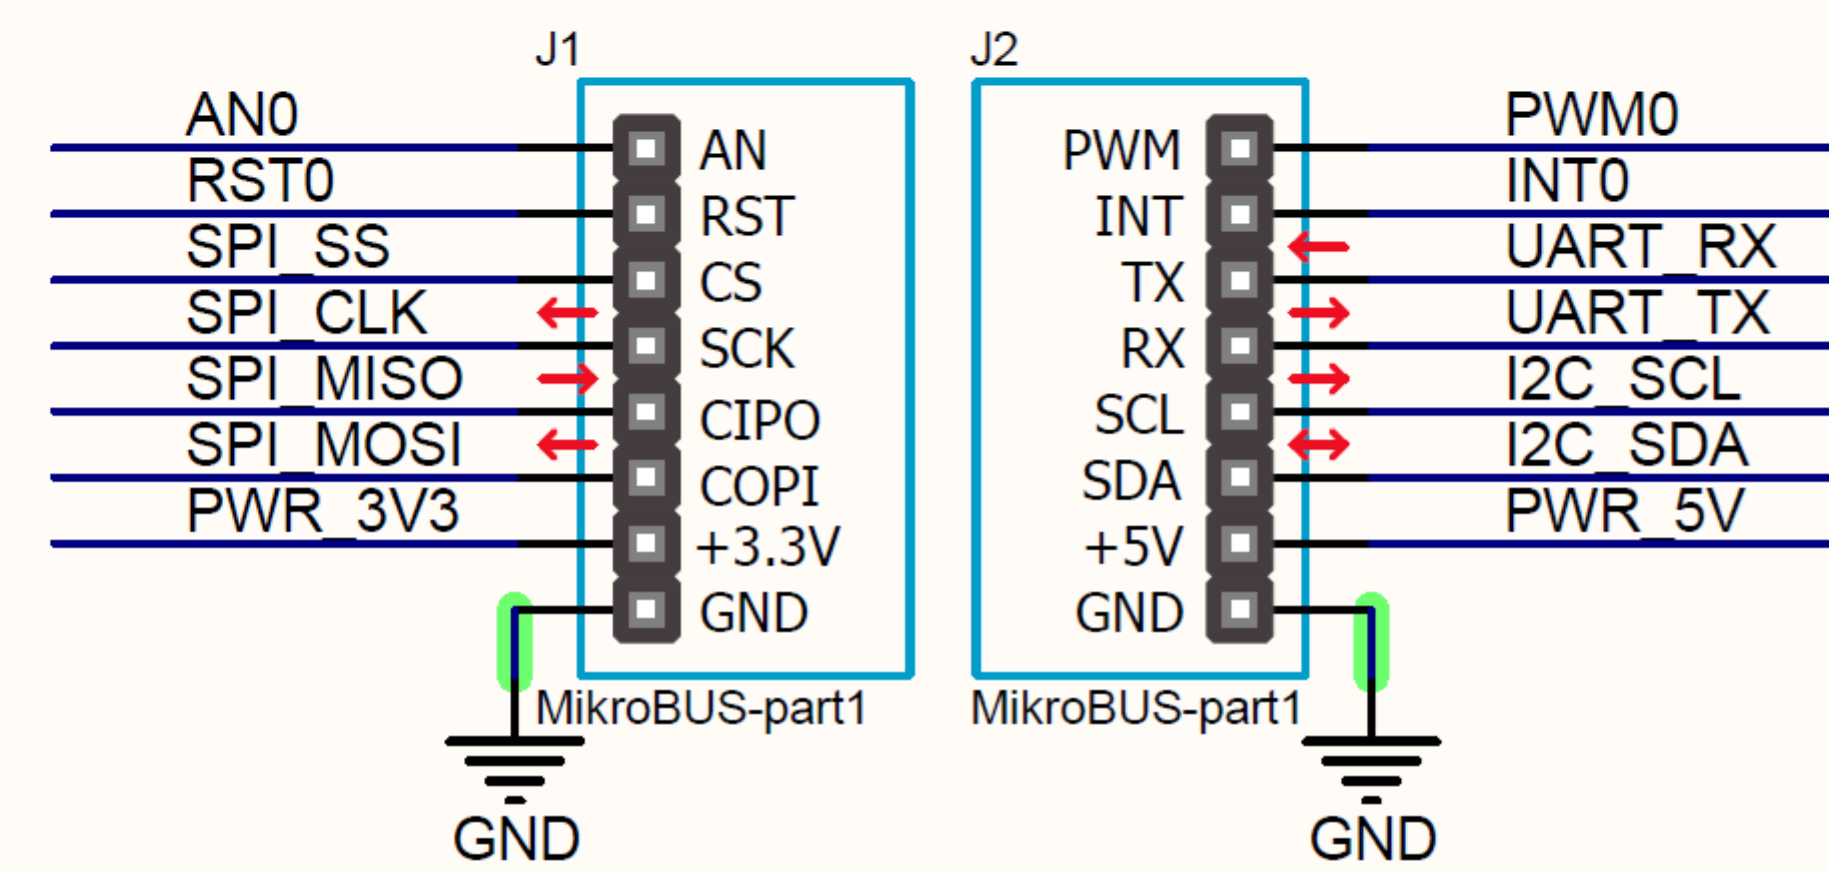 J1
AN0
RST0
SPI_SS
SPI_CLK
SPI_MISO
SPI_MOSI
PWR_3V3
AN
RST
CS
SCK
CIPO
COPI
+3.3V
GND
MikroBUS-part1
GND
J2
PWM
INT
TX
RX
SCL
SDA
+5V
GND
PWM0
INT0
UART_RX
UART_TX
I2C_SCL
I2C_SDA
PWR_5V
MikroBUS-part1
GND